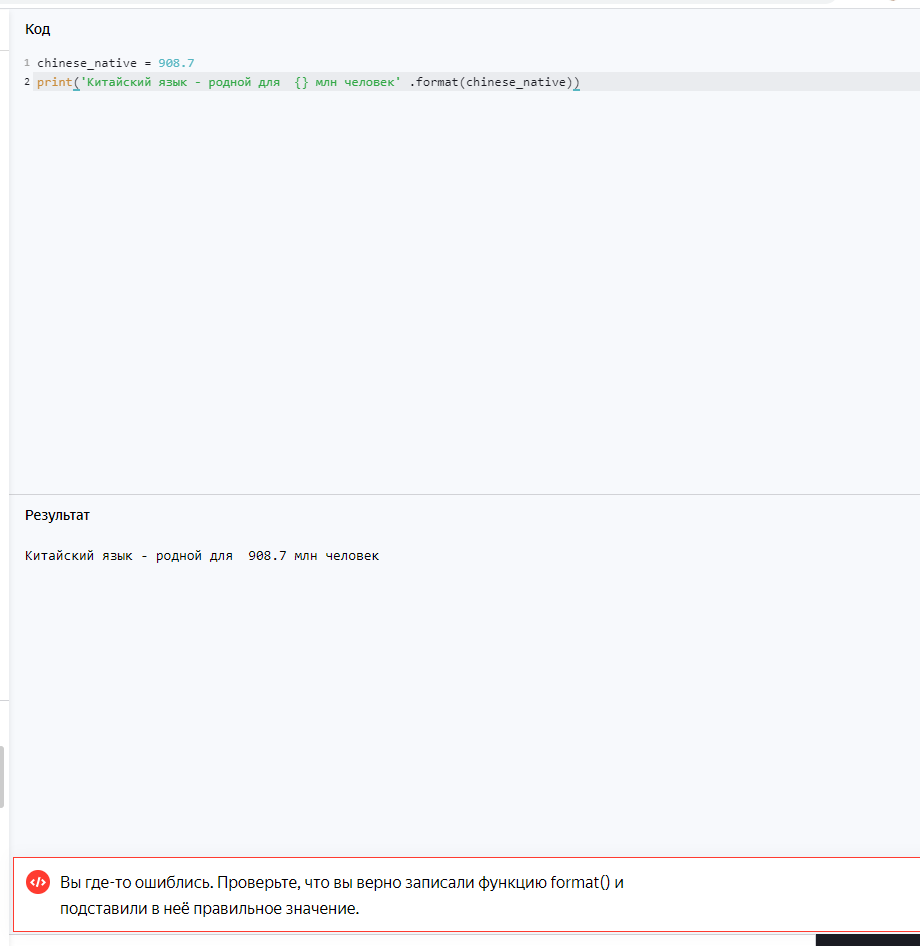 Код
1 chinese_native = 908.7
2 print('Китайский язык - родной для  {} млн человек' .format(chinese_native))
Результат
Китайский язык - родной для  908.7 млн человек
Вы где-то ошиблись. Проверьте, что вы верно записали функцию format() и
подставили в неё правильное значение.